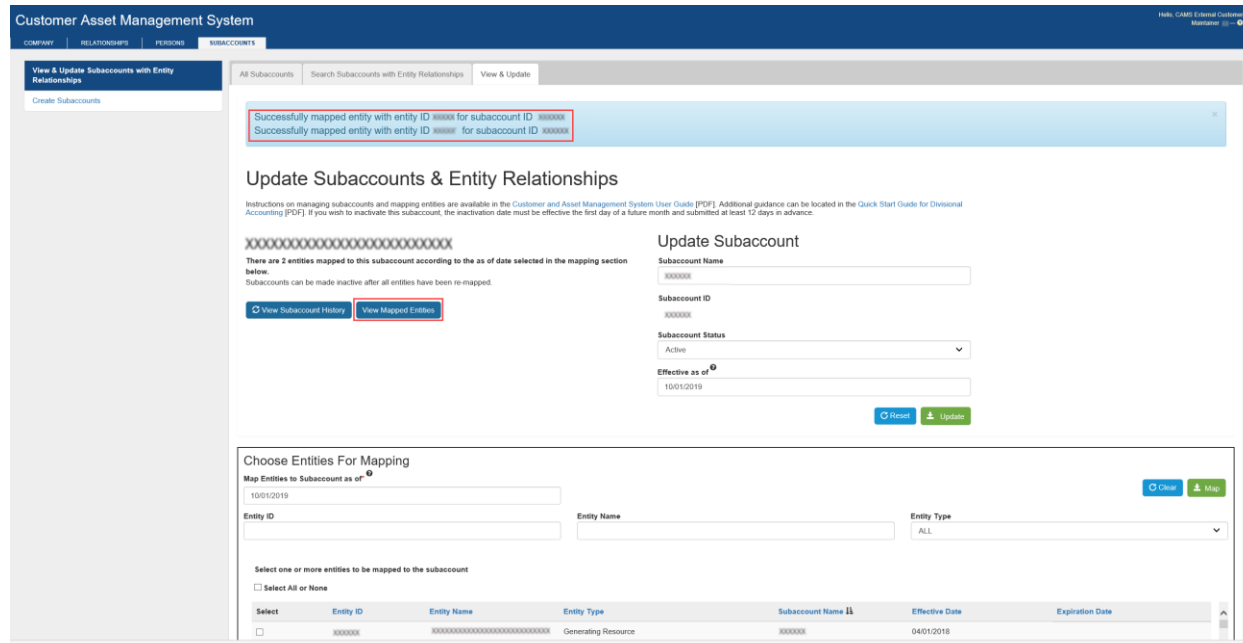 Customer Asset Management System
Hello, CAMS External Customer
Maintainer
COMPANY RELATIONSHIPS PERSONS SUBACCOUNTS
View & Update Subaccounts with Entity
Relationships
Create Subaccounts
All Subaccounts Search Subaccounts with Entity Relationships View & Update
Successfully mapped entity with entity ID XXXXX for subaccount ID XXXXXX
Successfully mapped entity with entity ID XXXXX for subaccount ID XXXXXX
Update Subaccounts & Entity Relationships
Instructions on managing subaccounts and mapping entities are available in the Customer and Asset Management System User Guide [PDF]. Additional guidance can be located in the Quick Start Guide for Divisional
Accounting [PDF]. If you wish to inactivate this subaccount, the inactivation date must be effective the first day of a future month and submitted at least 12 days in advance.
XXXXXXXXXXXXXXXXXXXXXXXXXX
There are 2 entities mapped to this subaccount according to the as of date selected in the mapping section
below.
Subaccounts can be made inactive after all entities have been re-mapped.
View Subaccount History View Mapped Entities
Update Subaccount
Subaccount Name
XXXXXX
Subaccount ID
XXXXXX
Subaccount Status
Active
Effective as of
10/01/2019
Reset Update
Choose Entities For Mapping
Map Entities to Subaccount as of*
10/01/2019
Clear Map
Entity ID Entity Name Entity Type
ALL
Select one or more entities to be mapped to the subaccount
Select All or None
Select Entity ID Entity Name Entity Type Subaccount Name Effective Date Expiration Date
XXXXXX XXXXXXXXXXXXXXXXXXXXXXXXXXXX Generating Resource XXXXXX 04/01/2018